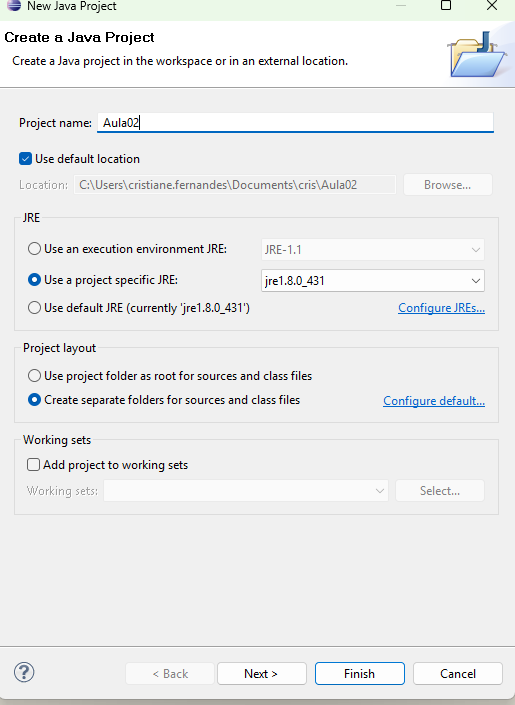 New Java Project
Create a Java Project
Create a Java project in the workspace or in an external location.
Project name: Aula02
Use default location
Location: C:\Users\cristiane.fernandes\Documents\cris\Aula02 Browse...
JRE
Use an execution environment JRE: JRE-1.1
Use a project specific JRE: jre1.8.0_431
Use default JRE (currently 'jre1.8.0_431') Configure JREs...
Project layout
Use project folder as root for sources and class files
Create separate folders for sources and class files Configure default...
Working sets
Add project to working sets
Working sets: Select...
? < Back Next > Finish Cancel